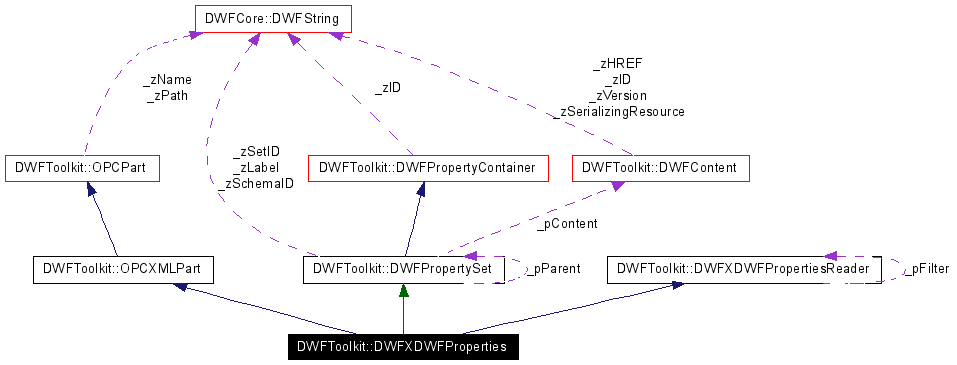 DWFCore::DWFString
_zHREF
_zID
_zVersion
_zSerializingResource
_zName
_zPath
_zID
_zSetID
_zLabel
_zSchemaID
DWFToolkit::OPCPart
DWFToolkit::DWFPropertyContainer
DWFToolkit::DWFContent
_pContent
DWFToolkit::OPCXMLPart
DWFToolkit::DWFPropertySet
_pParent
DWFToolkit::DWFXDWFPropertiesReader
_pFilter
DWFToolkit::DWFXDWFProperties